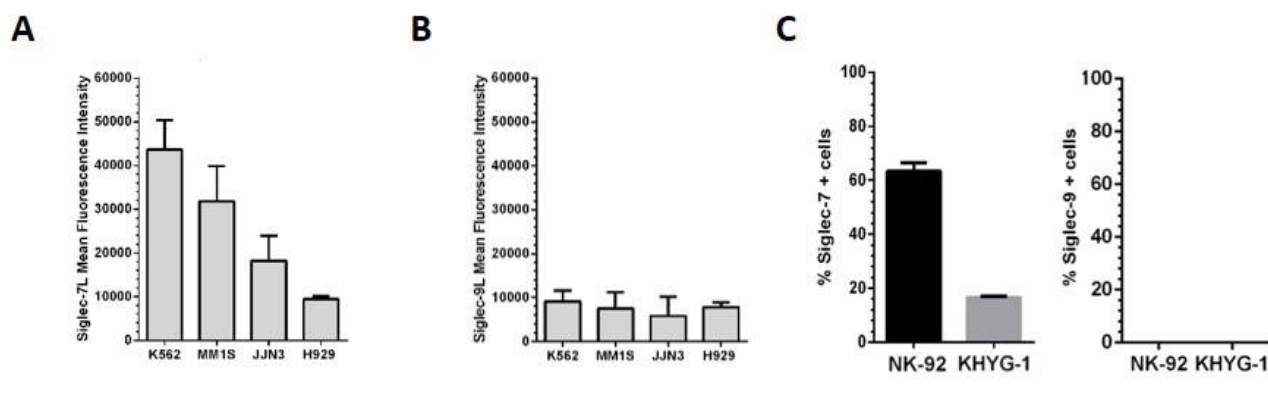 A
B
C
Siglec-7L Mean Fluorescence Intensity
60000
50000
40000
30000
20000
10000
0
K562 MM1S JJN3 H929
Siglec-9L Mean Fluorescence Intensity
60000
50000
40000
30000
20000
10000
0
K562 MM1S JJN3 H929
% Siglec-7 + cells
100
80
60
40
20
0
NK-92 KHYG-1
% Siglec-9 + cells
100
80
60
40
20
0
NK-92 KHYG-1